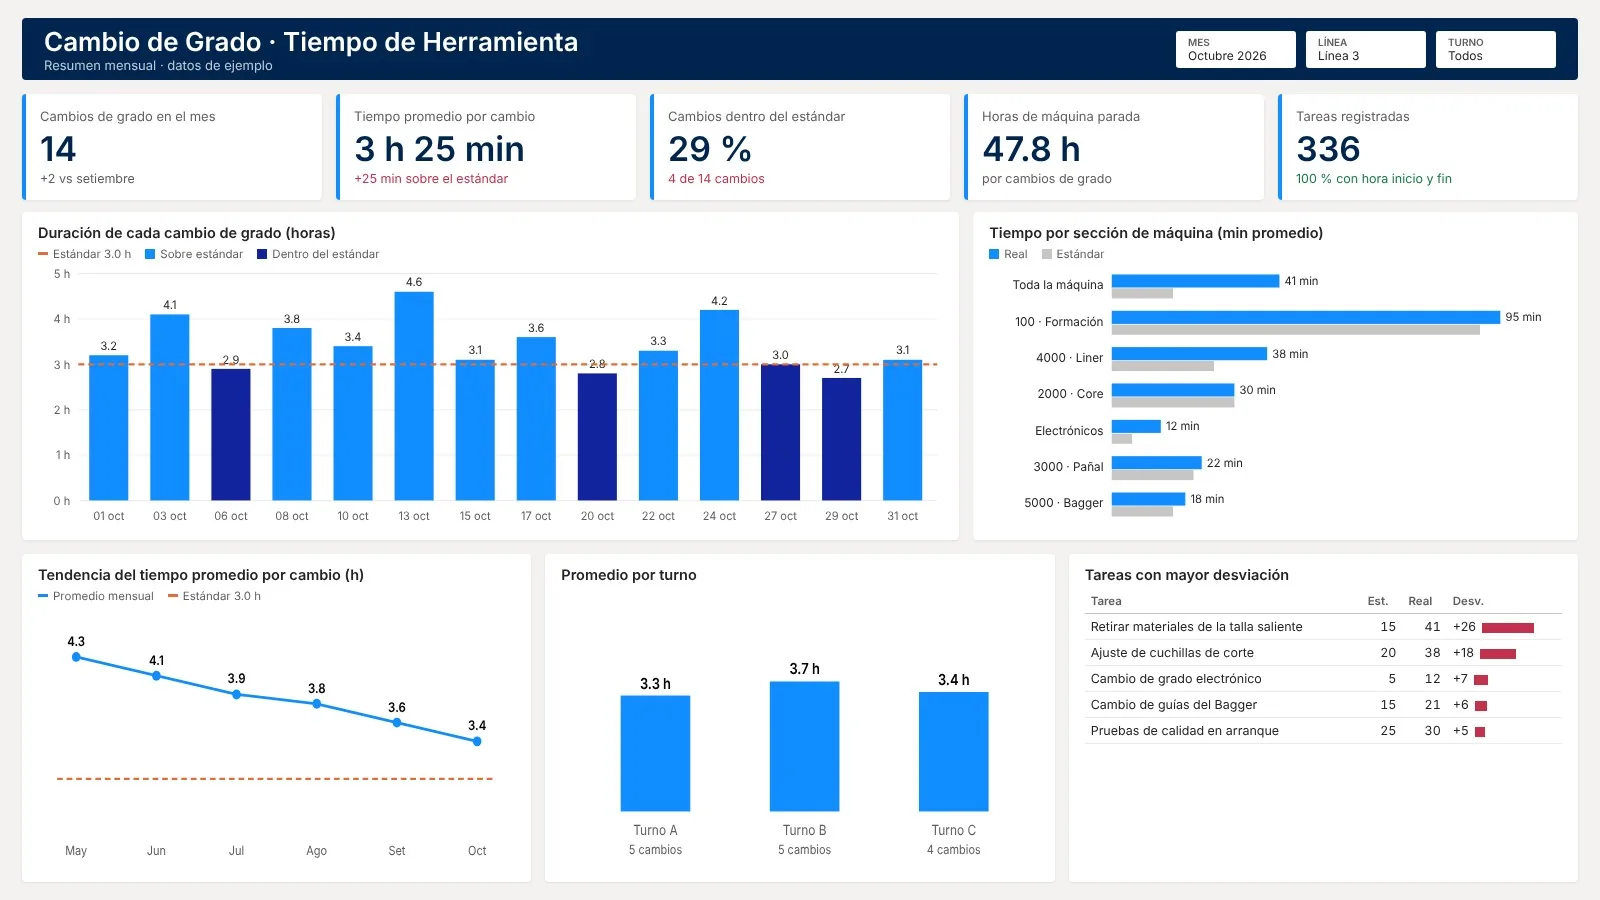 Cambio de Grado · Tiempo de Herramienta
Resumen mensual · datos de ejemplo
MES
Octubre 2026
LÍNEA
Línea 3
TURNO
Todos
Cambios de grado en el mes
14
+2 vs setiembre
Tiempo promedio por cambio
3 h 25 min
+25 min sobre el estándar
Cambios dentro del estándar
29 %
4 de 14 cambios
Horas de máquina parada
47.8 h
por cambios de grado
Tareas registradas
336
100 % con hora inicio y fin
Duración de cada cambio de grado (horas)
Estándar 3.0 h Sobre estándar Dentro del estándar
5 h
4 h
3 h
2 h
1 h
0 h
3.2 4.1 2.9 3.8 3.4 4.6 3.1 3.6 2.8 3.3 4.2 3.0 2.7 3.1
01 oct 03 oct 06 oct 08 oct 10 oct 13 oct 15 oct 17 oct 20 oct 22 oct 24 oct 27 oct 29 oct 31 oct
Tiempo por sección de máquina (min promedio)
Real Estándar
Toda la máquina 41 min
100 · Formación 95 min
4000 · Liner 38 min
2000 · Core 30 min
Electrónicos 12 min
3000 · Pañal 22 min
5000 · Bagger 18 min
Tendencia del tiempo promedio por cambio (h)
Promedio mensual Estándar 3.0 h
4.3 4.1 3.9 3.8 3.6 3.4
May Jun Jul Ago Set Oct
Promedio por turno
3.3 h 3.7 h 3.4 h
Turno A Turno B Turno C
5 cambios 5 cambios 4 cambios
Tareas con mayor desviación
Tarea Est. Real Desv.
Retirar materiales de la talla saliente 15 41 +26
Ajuste de cuchillas de corte 20 38 +18
Cambio de grado electrónico 5 12 +7
Cambio de guías del Bagger 15 21 +6
Pruebas de calidad en arranque 25 30 +5